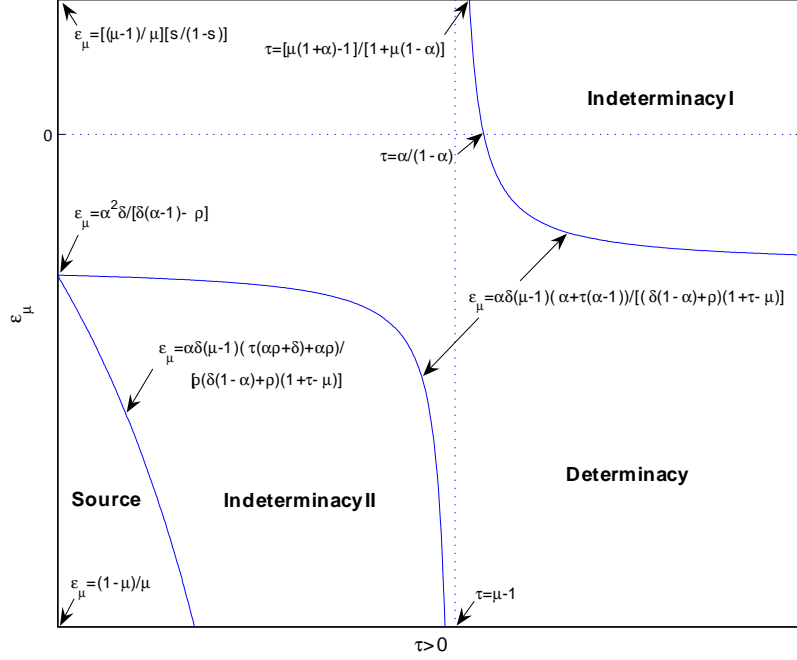 ε_μ=[(μ-1)/ μ][s/(1-s)]
τ=[μ(1+α)-1]/[1+μ(1-α)]
Indeterminacy I
0
τ=α/(1-α)
ε_μ=α²δ/[δ(α-1)- ρ]
ε_μ=αδ(μ-1)( α+τ(α-1))/[( δ(1-α)+ρ)(1+τ- μ)]
ε_μ
ε_μ=αδ(μ-1)( τ(αρ+δ)+αρ)/
[ρ(δ(1-α)+ρ)(1+τ- μ)]
Determinacy
Source
Indeterminacy II
ε_μ=(1-μ)/μ
τ=μ-1
τ>0